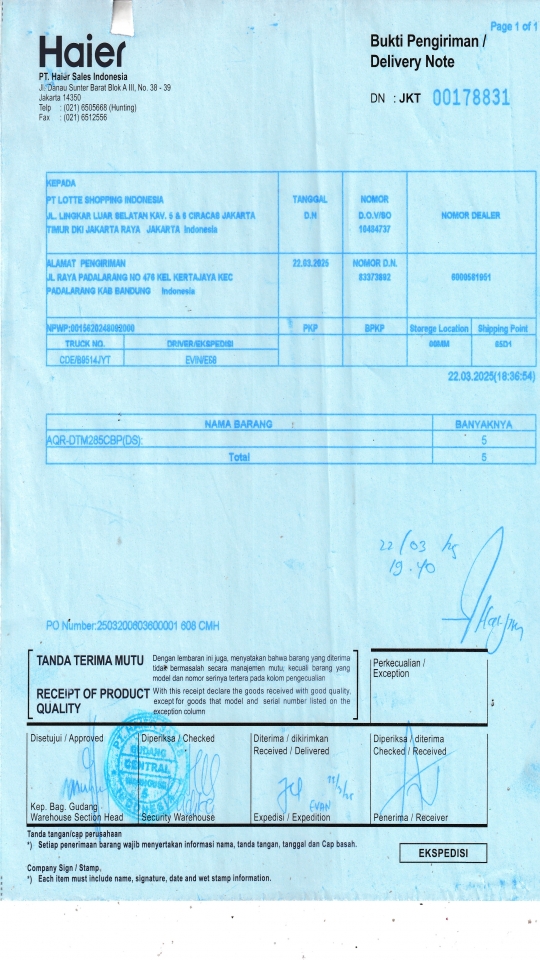 Page 1 of 1
Haier
PT. Haier Sales Indonesia
Jl. Danau Sunter Barat Blok A III, No. 38 - 39
Jakarta 14350
Telp : (021) 6505668 (Hunting)
Fax : (021) 6512556
Bukti Pengiriman /
Delivery Note
DN : JKT 00178831
KEPADA
PT LOTTE SHOPPING INDONESIA
JL. LINGKAR LUAR SELATAN KAV. 5 & 6 CIRACAS JAKARTA
TIMUR DKI JAKARTA RAYA JAKARTA Indonesia
TANGGAL
D.N
NOMOR
D.O.V/SO
NOMOR DEALER
ALAMAT PENGIRIMAN
JL RAYA PADALARANG NO 476 KEL KERTAJAYA KEC
PADALARANG KAB BANDUNG Indonesia
22.03.2025
NOMOR D.N.
83373892
PKP
BPKP
Storege Location
Shipping Point
TRUCK NO.
DRIVER/EKSPEDISI
00MM
65D1
CDE/B9514JYT
22.03.2025(18:36:54)
NAMA BARANG
BANYAKNYA
AQR-DTM285CBP(DS):
5
Total
5
22/03
19.40
PO Number:2503200603600001 608 CMH
TANDA TERIMA MUTU
Dengan lembaran ini juga, menyatakan bahwa barang yang diterima
tidak bermasalah secara manajemen mutu; kecuali barang yang
model dan nomor serinya tertera pada kolom pengecualian
RECEIPT OF PRODUCT
QUALITY
With this receipt declare the goods received with good quality,
except for goods that model and serial number listed on the
exception column
Perkecualian /
Exception
Disetujui / Approved
Diperiksa / Checked
Diterima / dikirimkan
Received / Delivered
Diperiksa / diterima
Checked / Received
GUDANG
CENTRAL
INDONESIA
EVAN
Kep. Bag. Gudang
Warehouse Section Head
Security Warehouse
Expedisi / Expedition
Penerima / Receiver
Tanda tangan/cap perusahaan
*) Setiap penerimaan barang wajib menyertakan informasi nama, tanda tangan, tanggal dan Cap basah.
EKSPEDISI
Company Sign / Stamp,
*) Each item must include name, signature, date and wet stamp information.